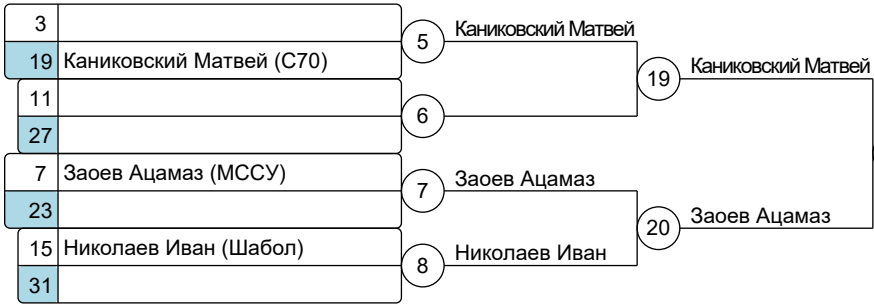 3
19 Каниковский Матвей (С70)
5 Каниковский Матвей
11
27
6
19 Каниковский Матвей
7 Заоев Ацамаз (МССУ)
23
7 Заоев Ацамаз
15 Николаев Иван (Шабол)
31
8 Николаев Иван
20 Заоев Ацамаз